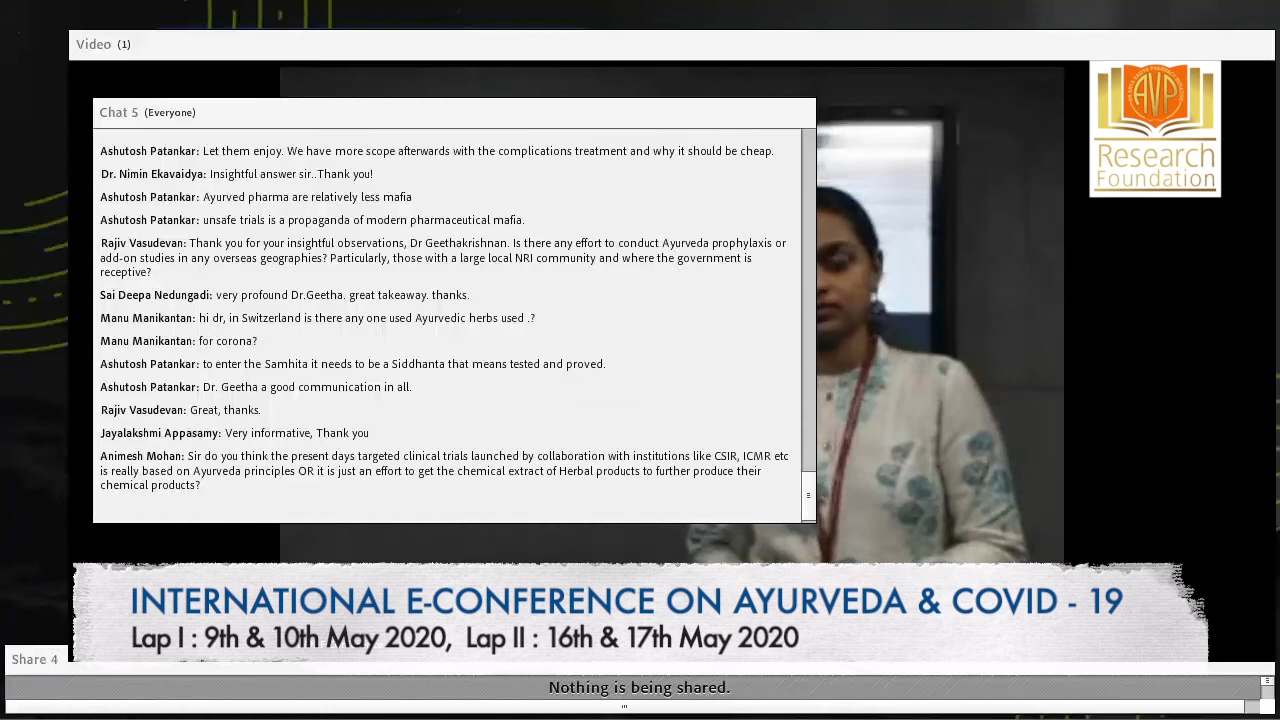 Video (1)
Chat 5 (Everyone)
Ashutosh Patankar: Let them enjoy. We have more scope afterwards with the complications treatment and why it should be cheap.
Dr. Nimin Ekavaidya: Insightful answer sir..Thank you!
Ashutosh Patankar: Ayurved pharma are relatively less mafia
Ashutosh Patankar: unsafe trials is a propaganda of modern pharmaceutical mafia.
Rajiv Vasudevan: Thank you for your insightful observations, Dr Geethakrishnan. Is there any effort to conduct Ayurveda prophylaxis or
add-on studies in any overseas geographies? Particularly, those with a large local NRI community and where the government is
receptive?
Sai Deepa Nedungadi: very profound Dr.Geetha. great takeaway. thanks.
Manu Manikantan: hi dr, in Switzerland is there any one used Ayurvedic herbs used .?
Manu Manikantan: for corona?
Ashutosh Patankar: to enter the Samhita it needs to be a Siddhanta that means tested and proved.
Ashutosh Patankar: Dr. Geetha a good communication in all.
Rajiv Vasudevan: Great, thanks.
Jayalakshmi Appasamy: Very informative, Thank you
Animesh Mohan: Sir do you think the present days targeted clinical trials launched by collaboration with institutions like CSIR, ICMR etc
is really based on Ayurveda principles OR it is just an effort to get the chemical extract of Herbal products to further produce their
chemical products?
AVP
Research
Foundation
INTERNATIONAL E-CONFERENCE ON AYURVEDA & COVID - 19
Lap I : 9th & 10th May 2020, Lap II : 16th & 17th May 2020
Share 4
Nothing is being shared.